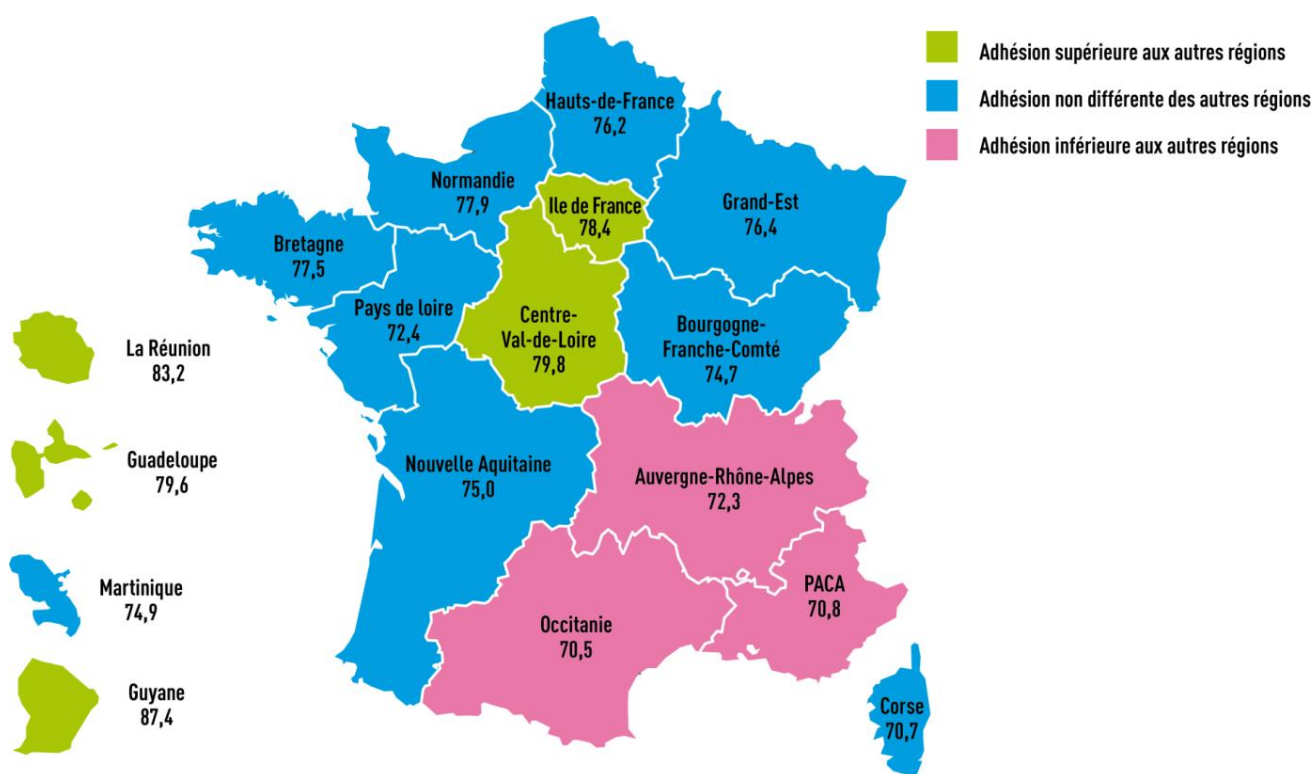 Adhésion supérieure aux autres régions
Adhésion non différente des autres régions
Adhésion inférieure aux autres régions
Hauts-de-France
76,2
Normandie
77,9
Ile de France
78,4
Grand-Est
76,4
Bretagne
77,5
Pays de loire
72,4
Centre-
Val-de-Loire
79,8
Bourgogne-
Franche-Comté
74,7
La Réunion
83,2
Guadeloupe
79,6
Nouvelle Aquitaine
75,0
Auvergne-Rhône-Alpes
72,3
Martinique
74,9
PACA
70,8
Occitanie
70,5
Guyane
87,4
Corse
70,7